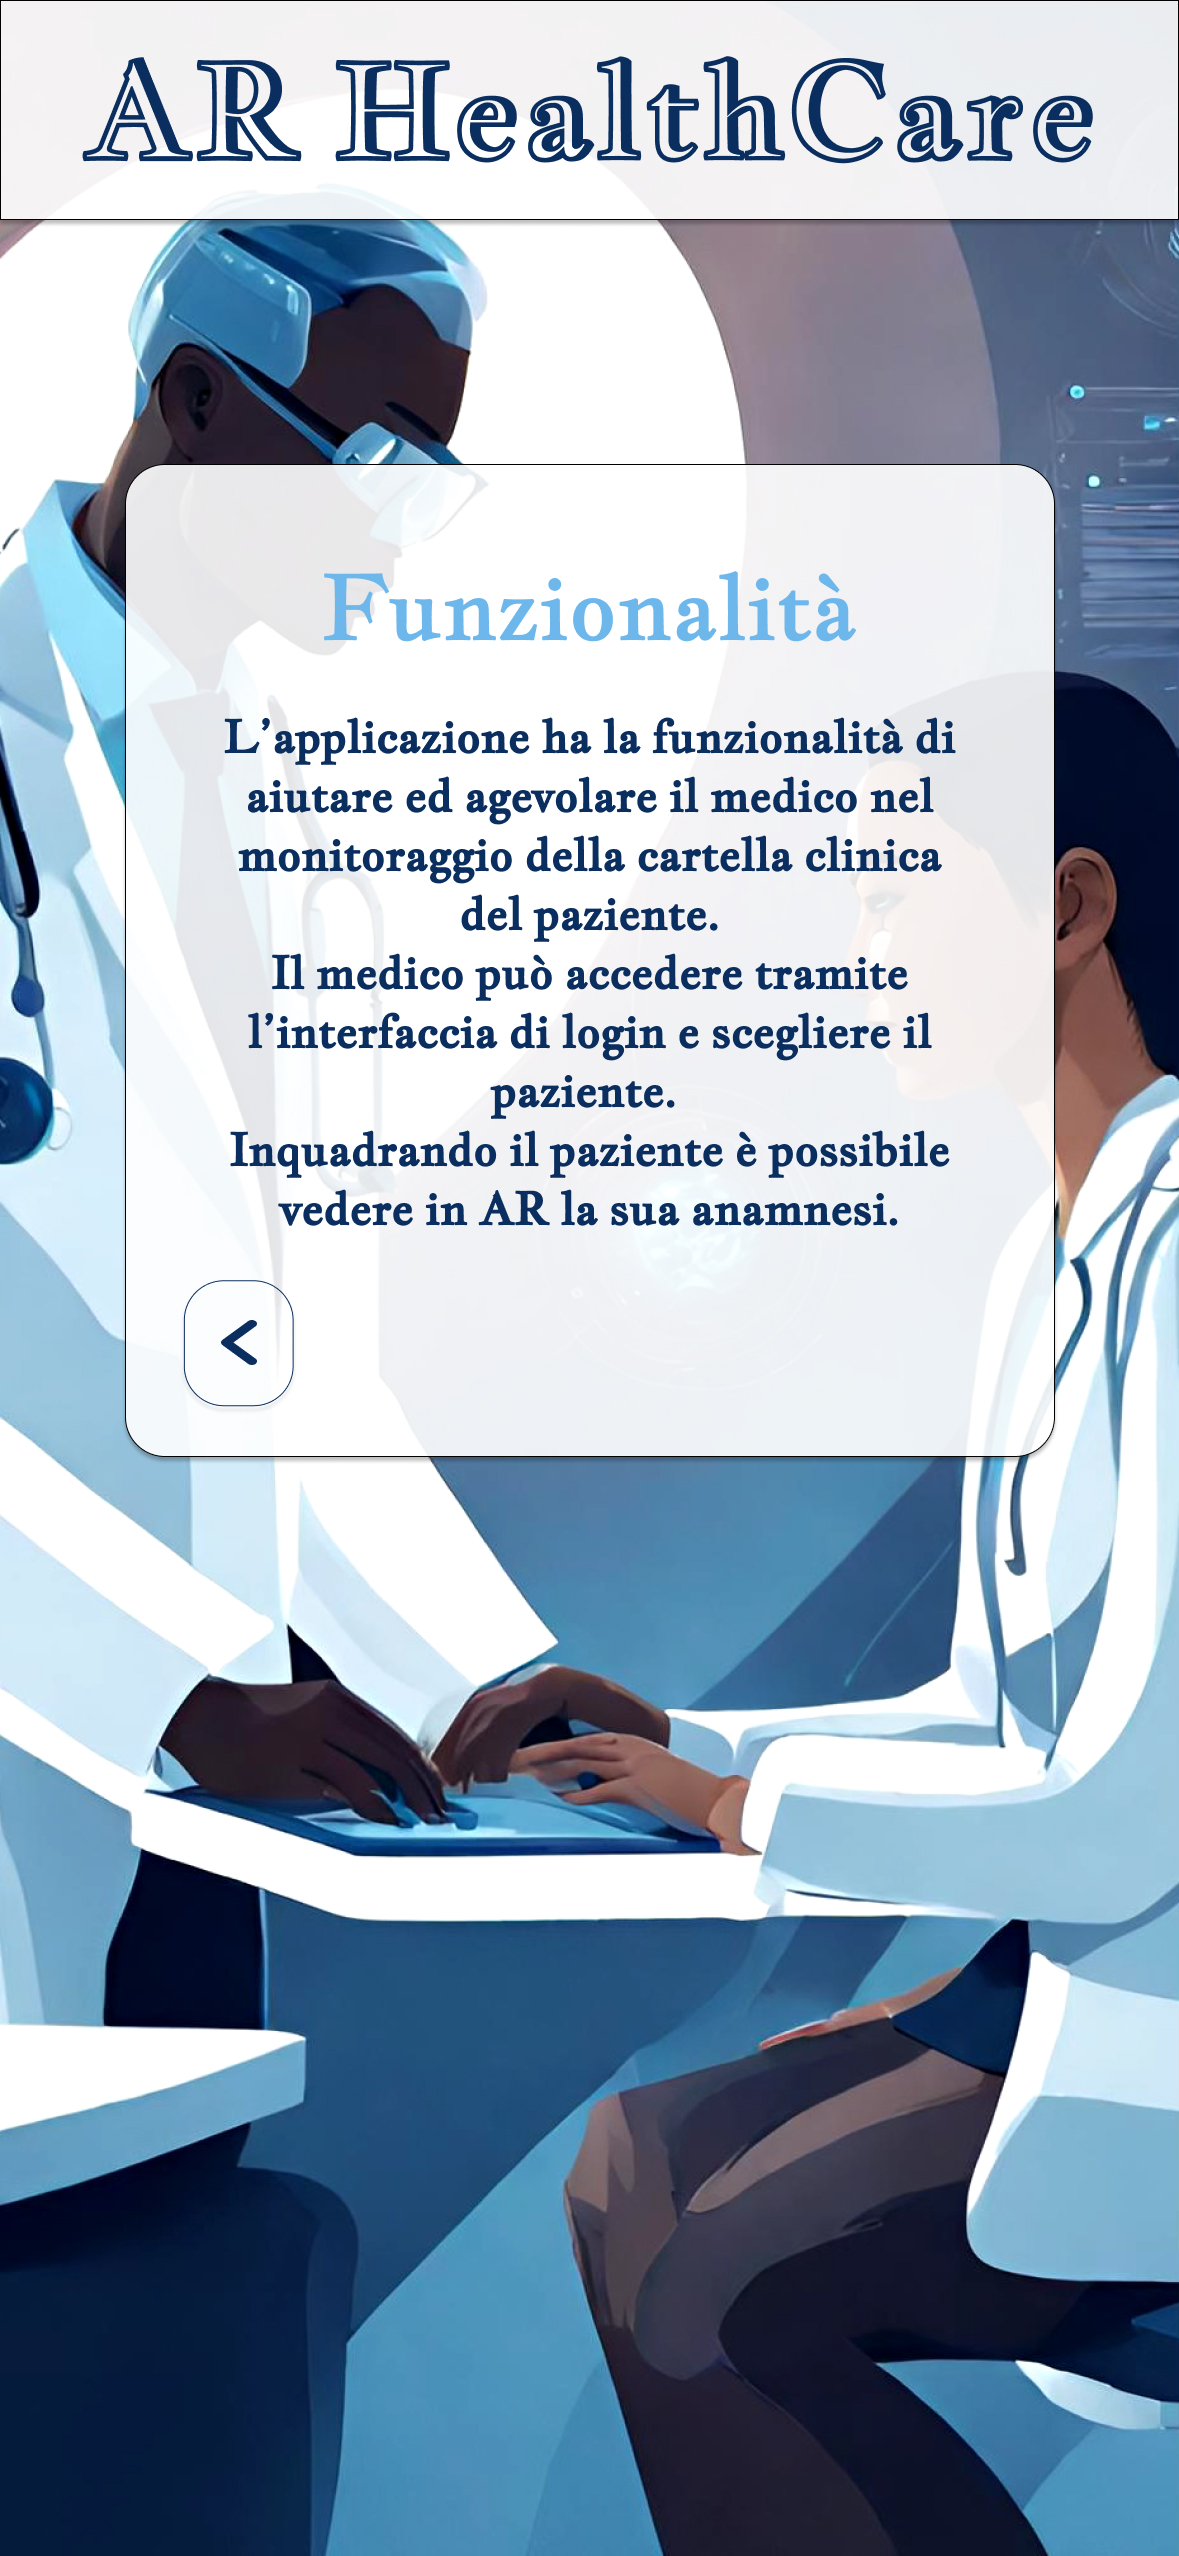 AR HealthCare
Funzionalità
L’applicazione ha la funzionalità di
aiutare ed agevolare il medico nel
monitoraggio della cartella clinica
del paziente.
Il medico può accedere tramite
l’interfaccia di login e scegliere il
paziente.
Inquadrando il paziente è possibile
vedere in AR la sua anamnesi.
<